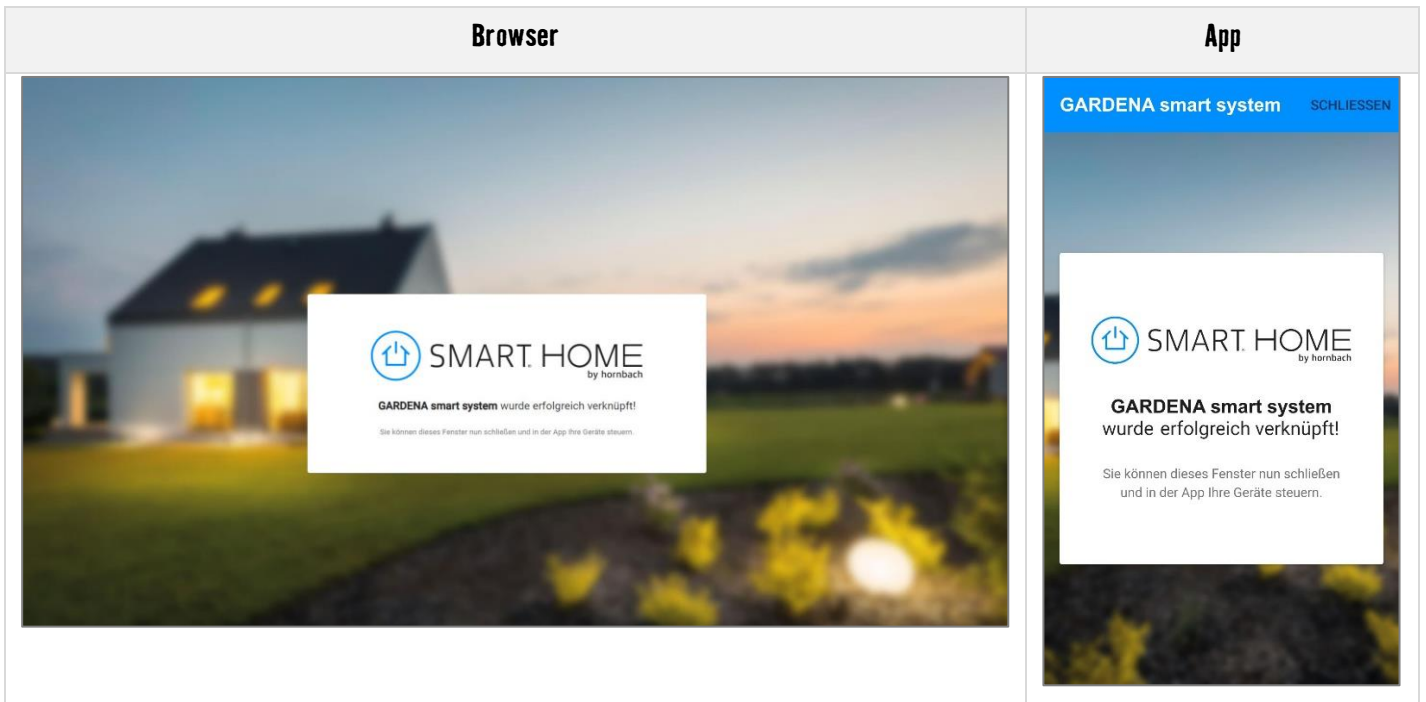 Browser
App
SMART HOME
by hornbach
GARDENA smart system wurde erfolgreich verknüpft!
Sie können dieses Fenster nun schließen und in der App Ihre Geräte steuern.
GARDENA smart system SCHLIESSEN
SMART HOME
by hornbach
GARDENA smart system
wurde erfolgreich verknüpft!
Sie können dieses Fenster nun schließen
und in der App Ihre Geräte steuern.